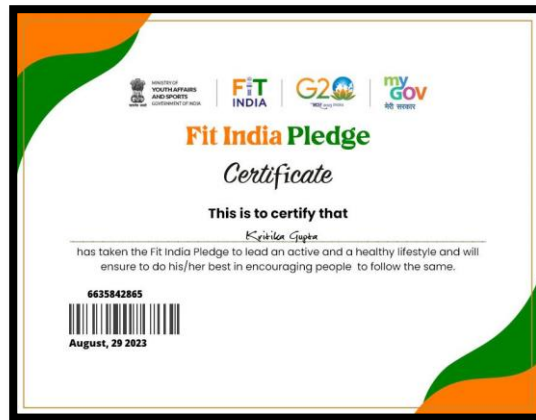 MINISTRY OF
YOUTH AFFAIRS
AND SPORTS
GOVERNMENT OF INDIA
FIT
INDIA
G20
my
GOV
मेरी सरकार
Fit India Pledge
Certificate
This is to certify that
Kritika Gupta
has taken the Fit India Pledge to lead an active and a healthy lifestyle and will
ensure to do his/her best in encouraging people to follow the same.
6635842865
August, 29 2023